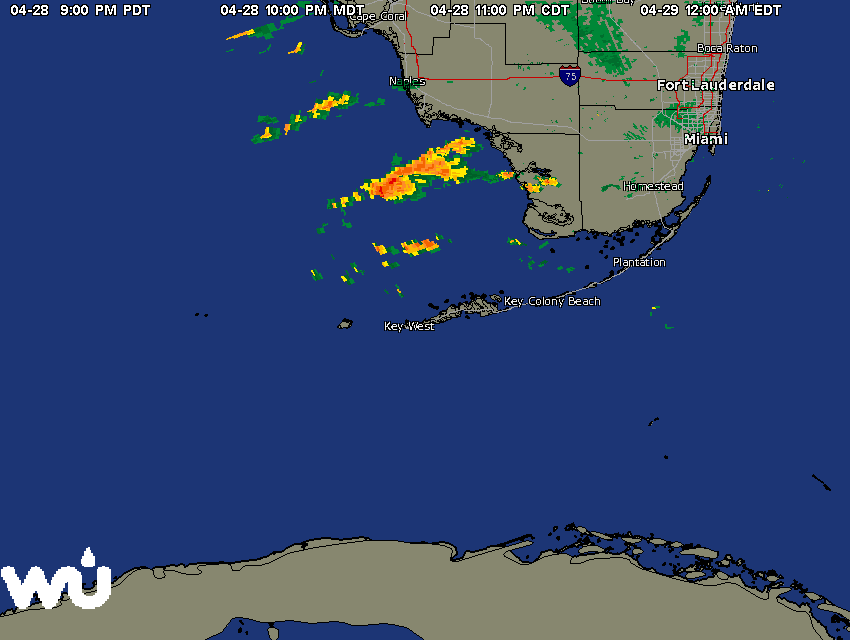 04-28 9:00 PM PDT
04-28 10:00 PM MDT
04-28 11:00 PM CDT
04-29 12:00 AM EDT
Cape Coral
Boca Raton
Naples
75
Fort Lauderdale
Miami
Homestead
Plantation
Key Colony Beach
Key West
wu